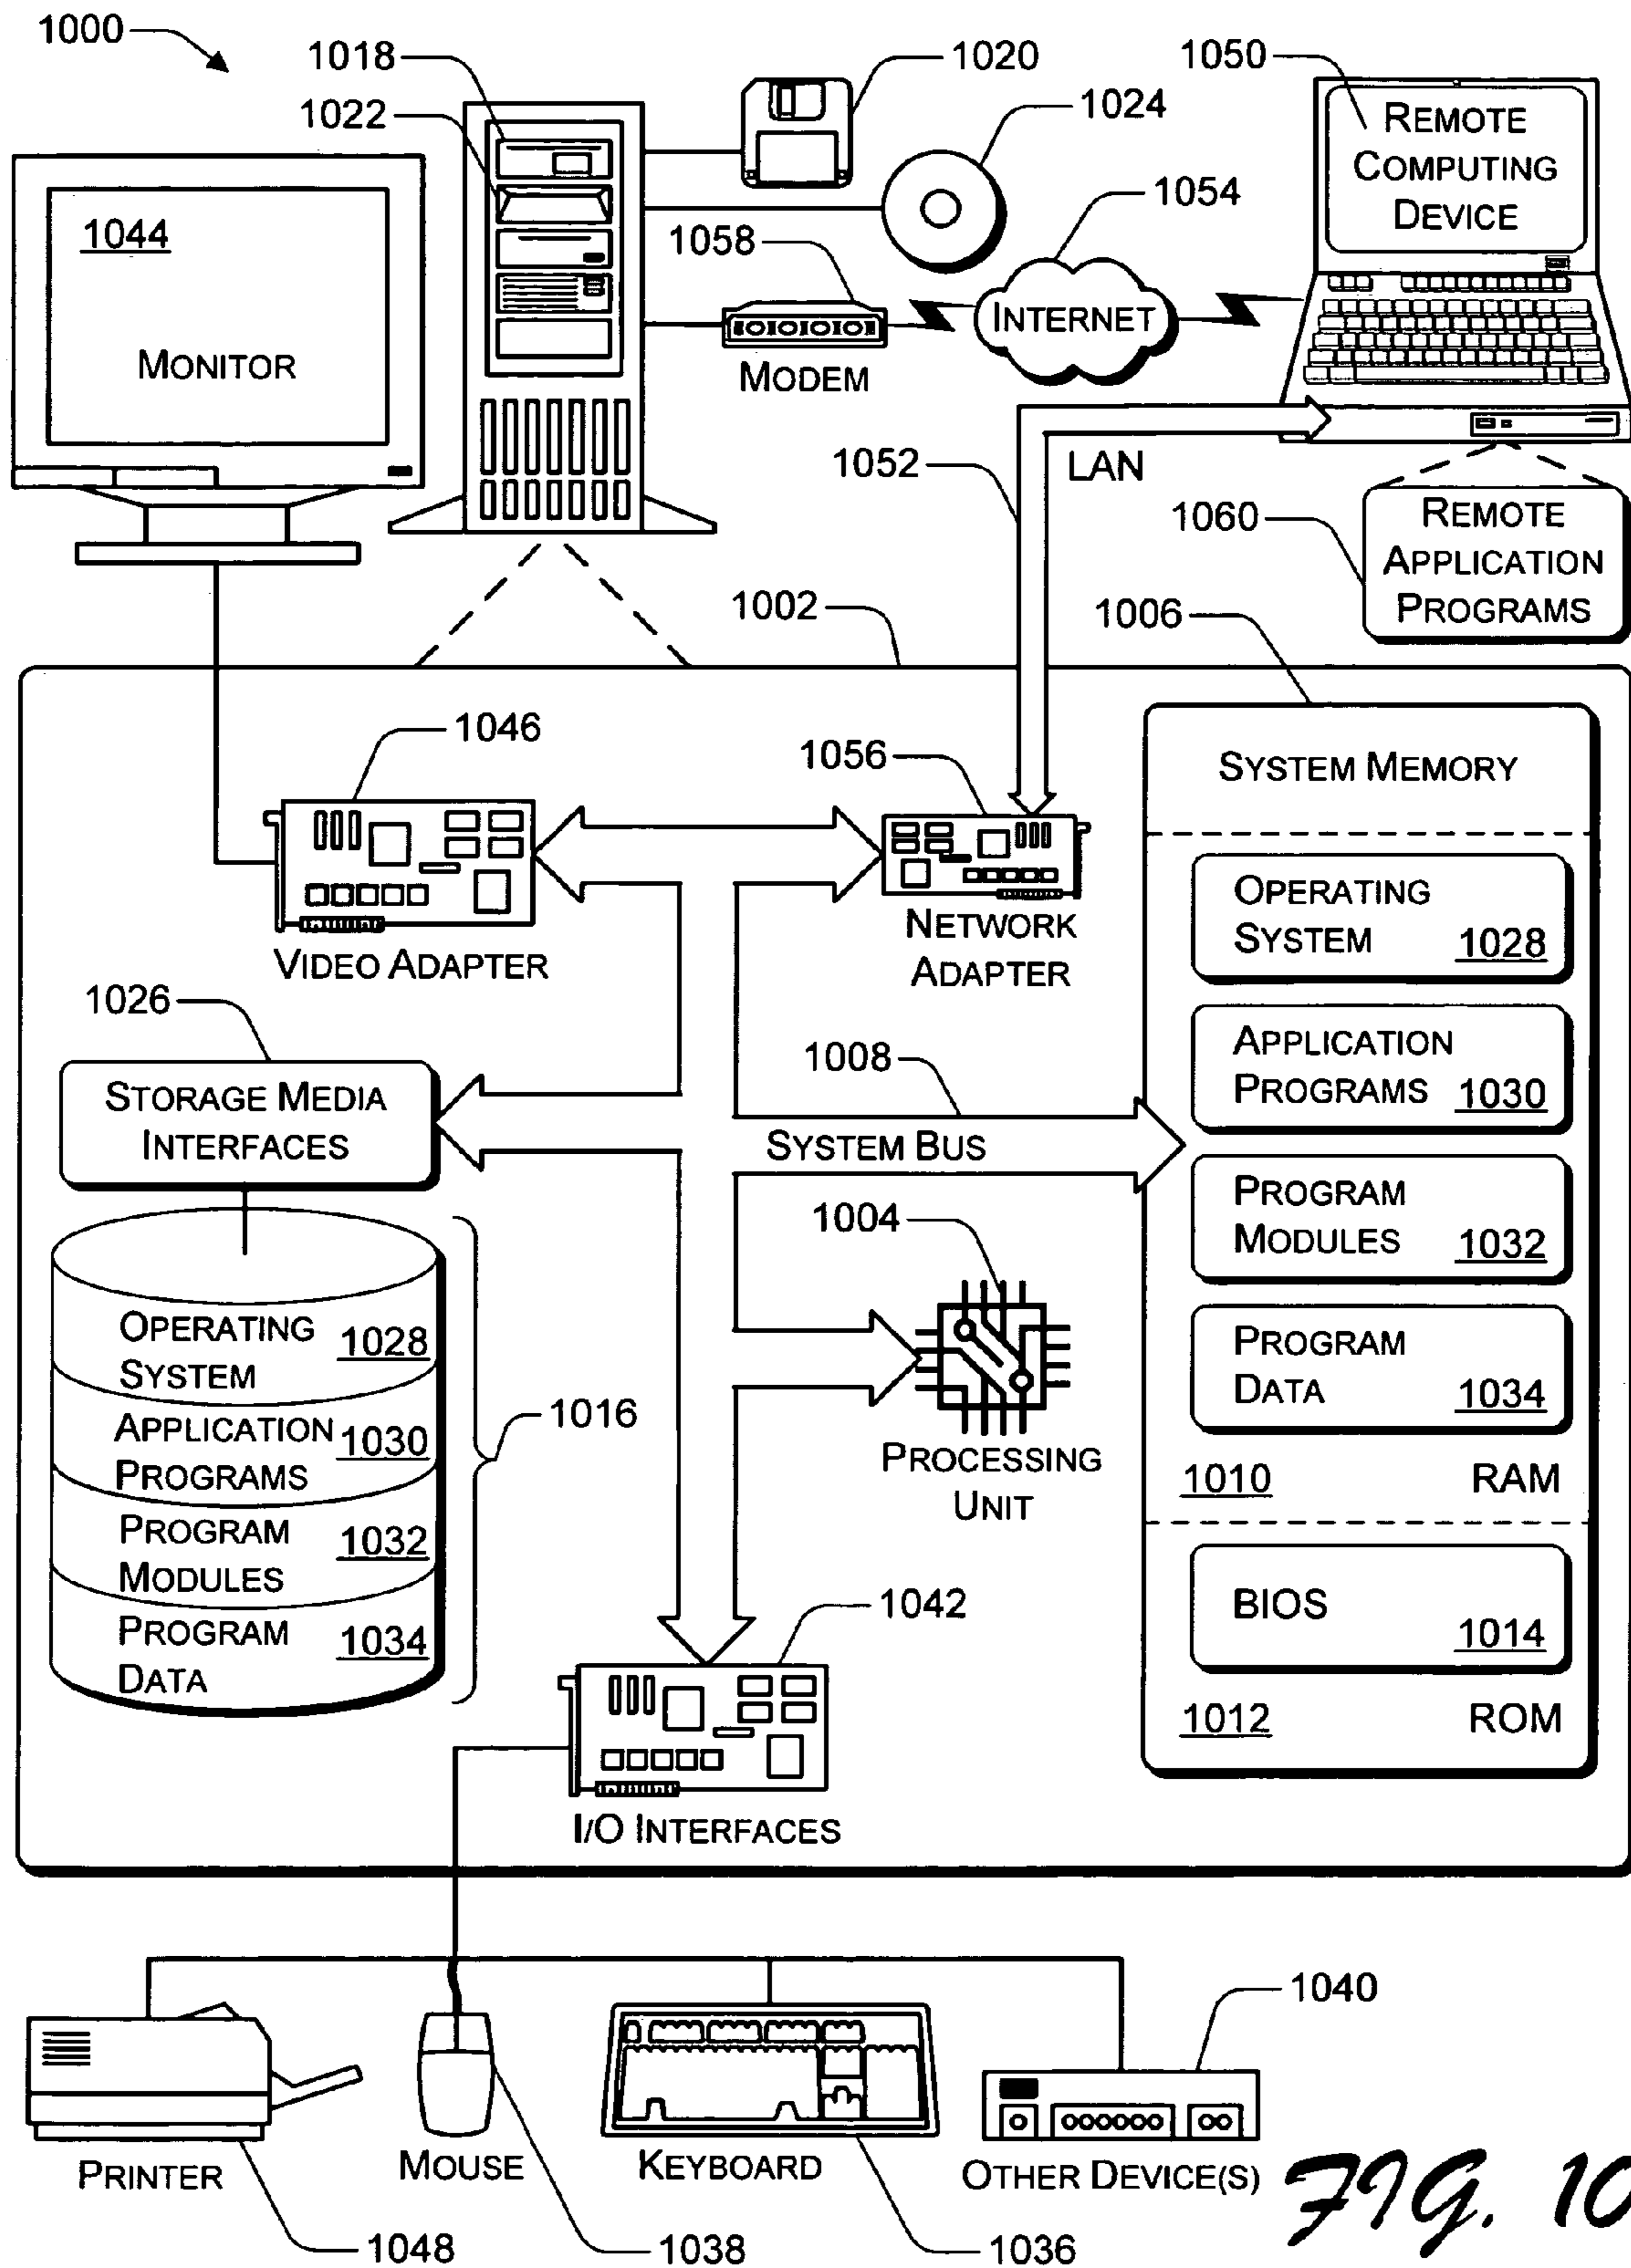 1000
1018
1020
1050
1022
1024
REMOTE
COMPUTING
DEVICE
1054
1044
1058
INTERNET
MONITOR
MODEM
1052
LAN
1060
REMOTE
APPLICATION
PROGRAMS
1002
1006
1046
1056
SYSTEM MEMORY
OPERATING
SYSTEM 1028
NETWORK
ADAPTER
VIDEO ADAPTER
1026
APPLICATION
PROGRAMS 1030
1008
STORAGE MEDIA
INTERFACES
SYSTEM BUS
PROGRAM
MODULES 1032
1004
OPERATING
SYSTEM 1028
PROGRAM
DATA 1034
APPLICATION
PROGRAMS 1030
1016
PROCESSING
UNIT
1010 RAM
PROGRAM
MODULES 1032
BIOS
1014
1042
PROGRAM
DATA 1034
1012 ROM
I/O INTERFACES
1040
PRINTER
MOUSE
KEYBOARD
OTHER DEVICE(S)
1048
1038
1036
FIG. 10